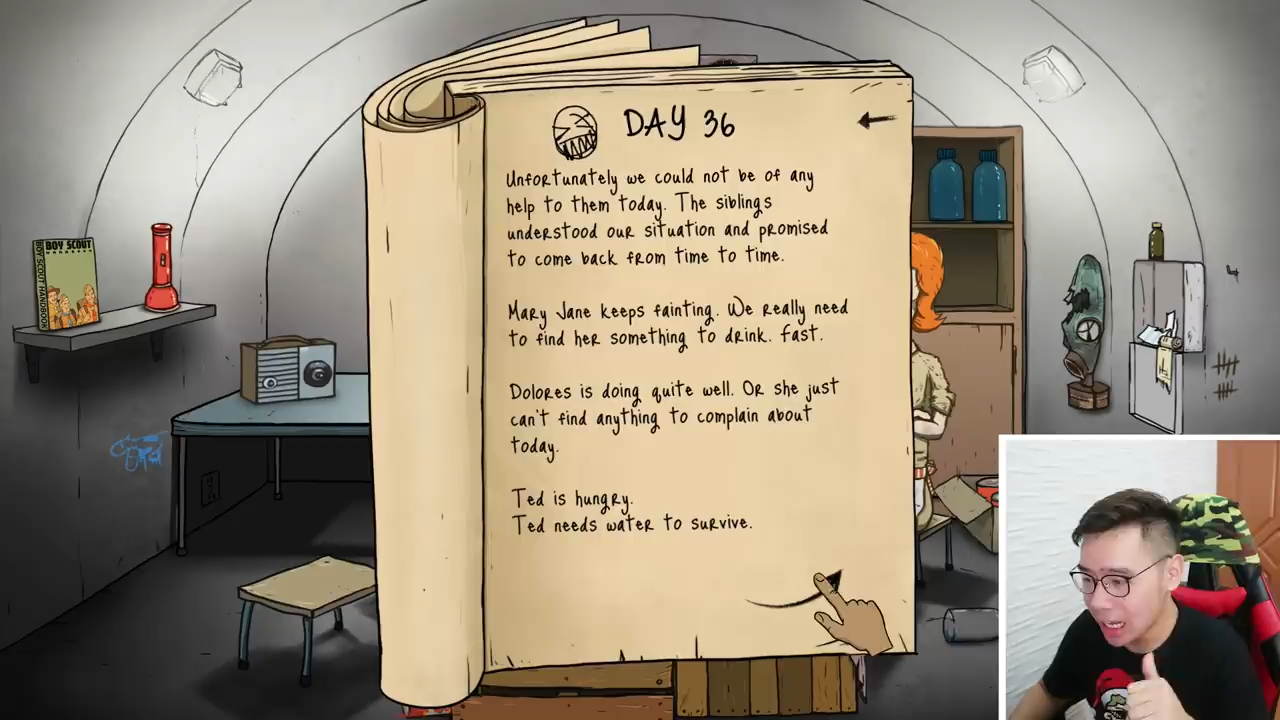 DAY 36
Unfortunately we could not be of any
help to them today. The siblings
understood our situation and promised
to come back from time to time.
Mary Jane keeps fainting. We really need
to find her something to drink. Fast.
Dolores is doing quite well. Or she just
can't find anything to complain about
today.
Ted is hungry.
Ted needs water to survive.
BOY SCOUT
BOY SCOUT HANDBOOK